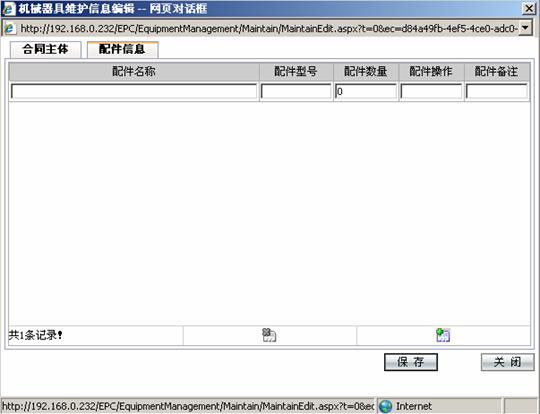 机械器具维护信息编辑 -- 网页对话框
http://192.168.0.232/EPC/EquipmentManagement/Maintain/MaintainEdit.aspx?t=0&ec=d84a49fb-4ef5-4ce0-adc0-
合同主体 配件信息
配件名称 配件型号 配件数量 配件操作 配件备注
0
共1条记录!
保 存 关 闭
http://192.168.0.232/EPC/EquipmentManagement/Maintain/MaintainEdit.aspx?t=0&ec Internet